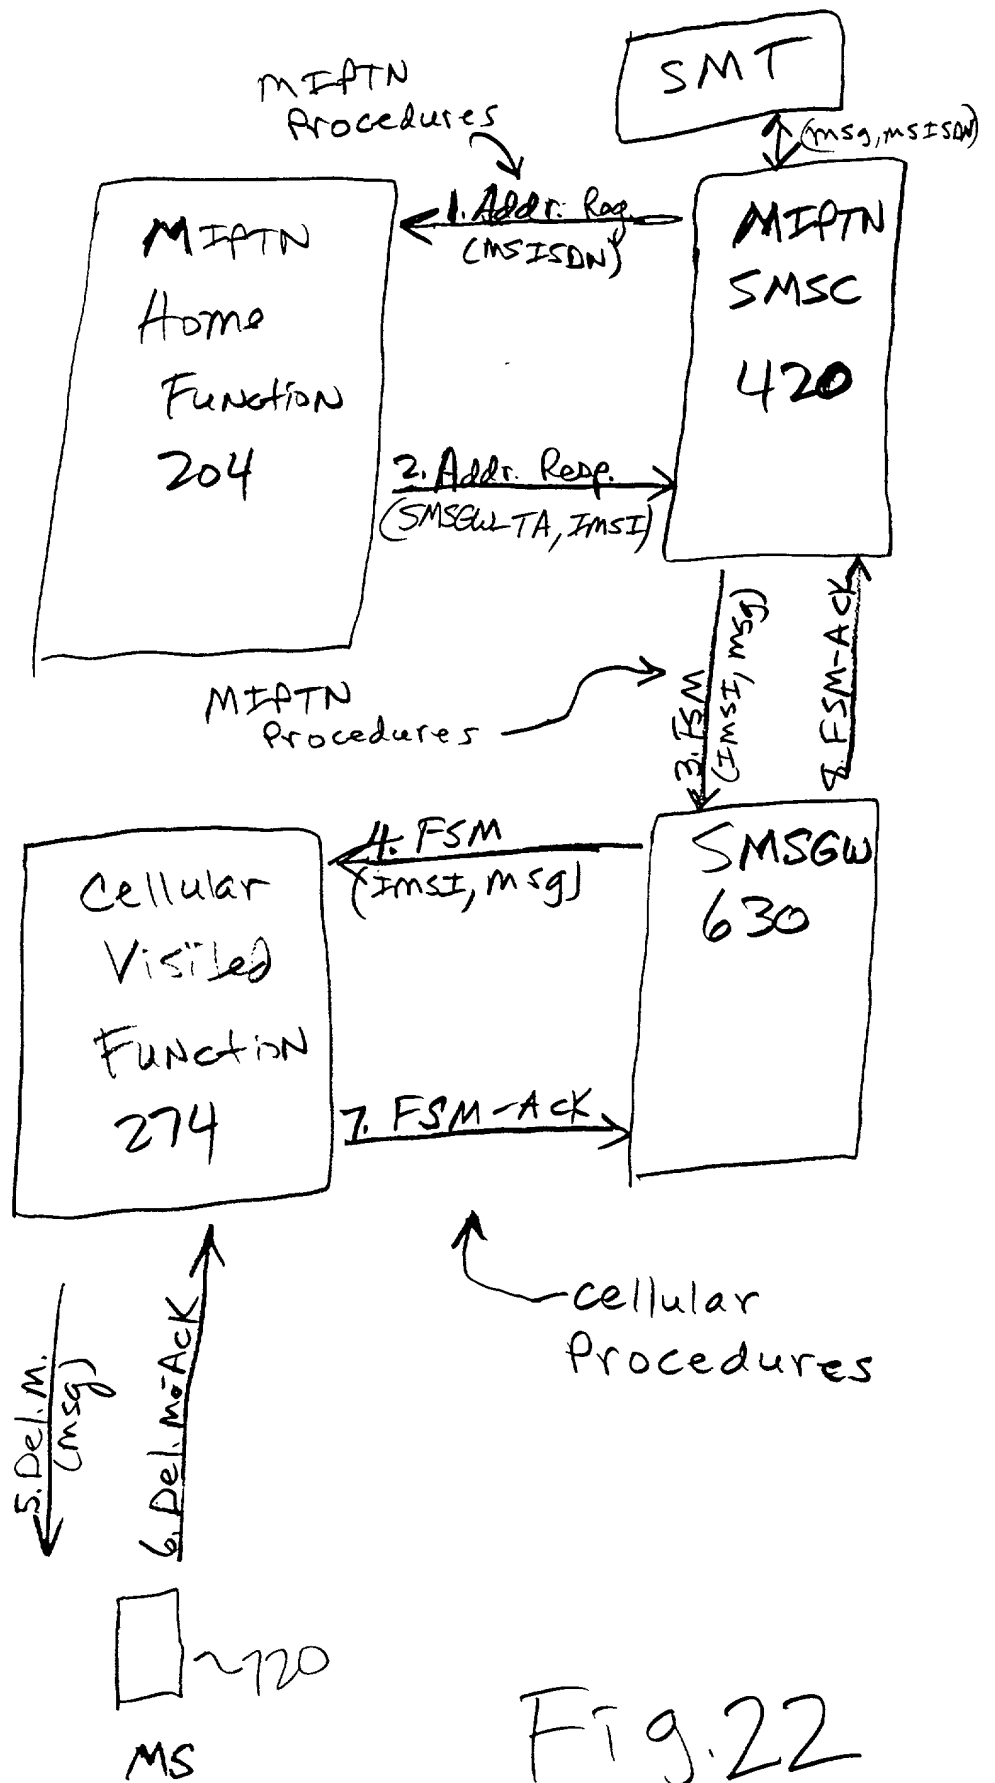 SMT
(msg, MSISDN)
MIPTN
Procedures
1. Addr. Req.
(MSISDN)
MIPTN
Home
Function
204
MIPTN
SMSC
420
2. Addr. Resp.
(SMSGW-TA, IMSI)
3. FSM
(IMSI, msg)
8. FSM-Ack
MIPTN
Procedures
4. FSM
(IMSI, msg)
SMSGW
630
Cellular
Visited
Function
274
7. FSM-Ack
Cellular
Procedures
5. Del. M.
(msg)
6. Del. M.-Ack
120
MS
Fig. 22